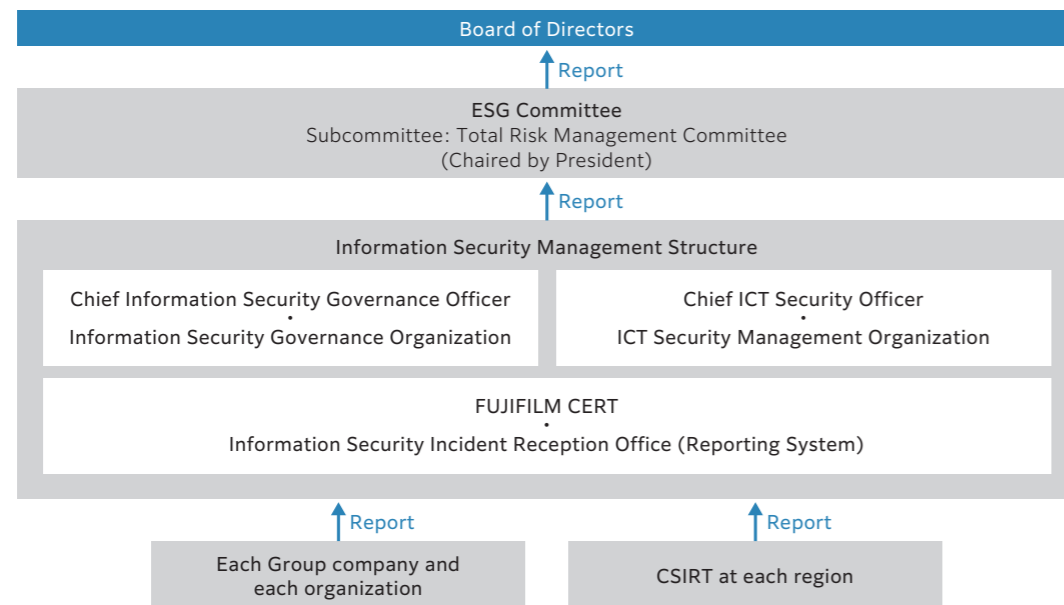 Board of Directors
Report
ESG Committee
Subcommittee: Total Risk Management Committee
(Chaired by President)
Report
Information Security Management Structure
Chief Information Security Governance Officer
・
Information Security Governance Organization
Chief ICT Security Officer
・
ICT Security Management Organization
FUJIFILM CERT
・
Information Security Incident Reception Office (Reporting System)
Report
Report
Each Group company and
each organization
CSIRT at each region